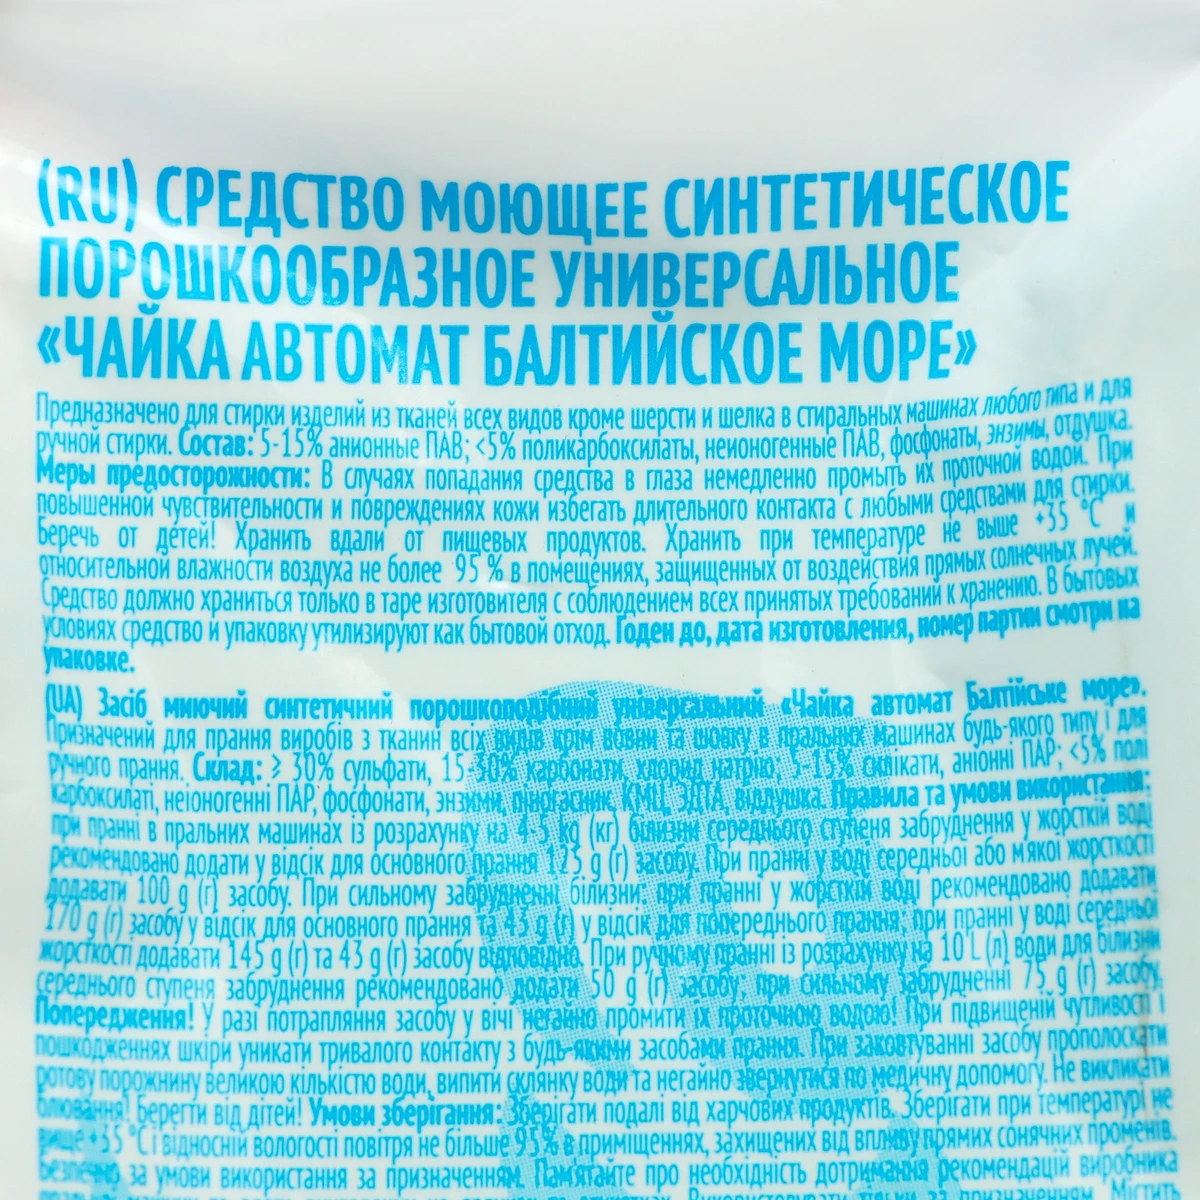 (RU) СРЕДСТВО МОЮЩЕЕ СИНТЕТИЧЕСКОЕ
ПОРОШКООБРАЗНОЕ УНИВЕРСАЛЬНОЕ
«ЧАЙКА АВТОМАТ БАЛТИЙСКОЕ МОРЕ»
Предназначено для стирки изделий из тканей всех видов кроме шерсти и шелка в стиральных машинах любого типа и для
ручной стирки. Состав: 5-15% анионные ПАВ; <5% поликарбоксилаты, неионогенные ПАВ, фосфонаты, энзимы, отдушка.
Меры предосторожности: В случаях попадания средства в глаза немедленно промыть их проточной водой. При
повышенной чувствительности и повреждениях кожи избегать длительного контакта с любыми средствами для стирки.
Беречь от детей! Хранить вдали от пищевых продуктов. Хранить при температуре не выше +35 °C и
относительной влажности воздуха не более 95 % в помещениях, защищенных от воздействия прямых солнечных лучей.
Средство должно храниться только в таре изготовителя с соблюдением всех принятых требований к хранению. В бытовых
условиях средство и упаковку утилизируют как бытовой отход. Годен до, дата изготовления, номер партии смотри на
упаковке.
(UA) Засіб миючий синтетичний порошкоподібний універсальний «Чайка автомат Балтійське море».
Призначений для прання виробів з тканин всіх видів крім вовни та шовку в пральних машинах будь-якого типу і для
ручного прання. Склад: ≥ 30% сульфати, 15-30% карбонати, хлорид натрію; 5-15% силікати, аніонні ПАР; <5% полі
карбоксилаті, неіоногенні ПАР, фосфонати, энзими, піногасник, КМЦ, ЭДТА, віддушка. Правила та умови використання:
при пранні в пральних машинах із розрахунку на 4-5 kg (кг) білизни середнього ступеня забруднення у жорсткій воді
рекомендовано додати у відсік для основного прання 125 g (г) засобу. При пранні у воді середньої або м'якої жорсткості
додавати 100 g (г) засобу. При сильному забрудненні білизни: при пранні у жорсткіх воді рекомендовано додавати
170 g (г) засобу у відсік для основного прання та 43 g (г) у відсік для попереднього прання; при пранні у воді середньої
жорсткості додавати 145 g (г) та 43 g (г) засобу відповідно. При ручному пранні із розрахунку на 10 L (л) води для білизни
середнього ступеня забруднення рекомендовано додати 50 g (г) засобу, при сильному забрудненні 75 g (г) засобу.
Попередження! У разі потрапляння засобу у вічі негайно промити їх проточною водою! При підвищеній чутливості і
пошкодженнях шкіри уникати тривалого контакту з будь-якими засобами прання. При заковтуванні засобу прополоскати
ротову порожнину великою кількістю води, випити склянку води та негайно звернутися по медичну допомогу. Не викликати
блювання! Берегти від дітей! Умови зберігання: Зберігати подалі від харчових продуктів. Зберігати при температурі не
вище +35 °C і відносній вологості повітря не більше 95% в приміщеннях, захищених від впливу прямих сонячних променів.
Безпечно за умови використання за призначенням. Пам'ятайте про необхідність дотримання рекомендацій виробника